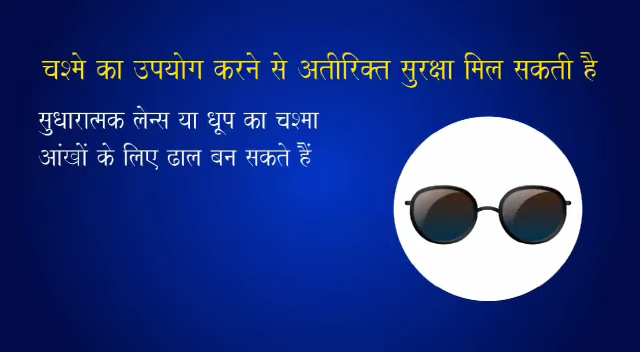 चश्मे का उपयोग करने से अतीरिक्त सुरक्षा मिल सकती है
सुधारात्मक लेन्स या धूप का चश्मा
आंखों के लिए ढाल बन सकते हैं